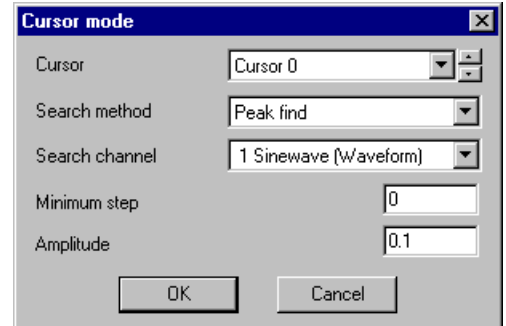 Cursor mode
Cursor Cursor 0
Search method Peak find
Search channel 1 Sinewave (Waveform)
Minimum step 0
Amplitude 0.1
OK Cancel